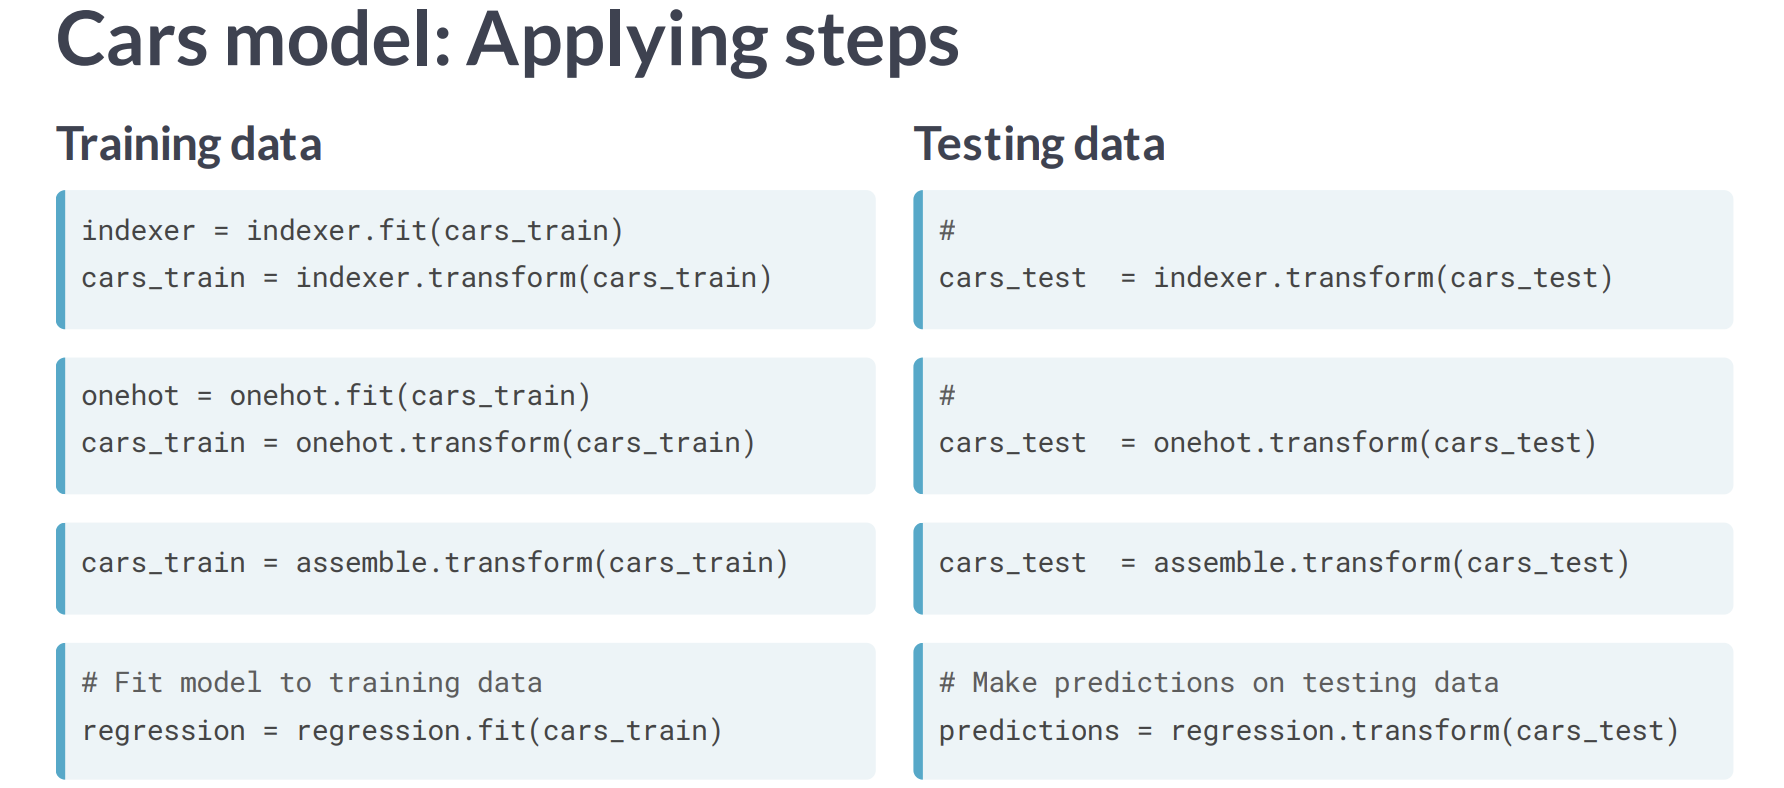 Cars model: Applying steps
Training data
indexer = indexer.fit(cars_train)
cars_train = indexer.transform(cars_train)
onehot = onehot.fit(cars_train)
cars_train = onehot.transform(cars_train)
cars_train = assemble.transform(cars_train)
# Fit model to training data
regression = regression.fit(cars_train)
Testing data
#
cars_test  = indexer.transform(cars_test)
#
cars_test  = onehot.transform(cars_test)
cars_test  = assemble.transform(cars_test)
# Make predictions on testing data
predictions = regression.transform(cars_test)